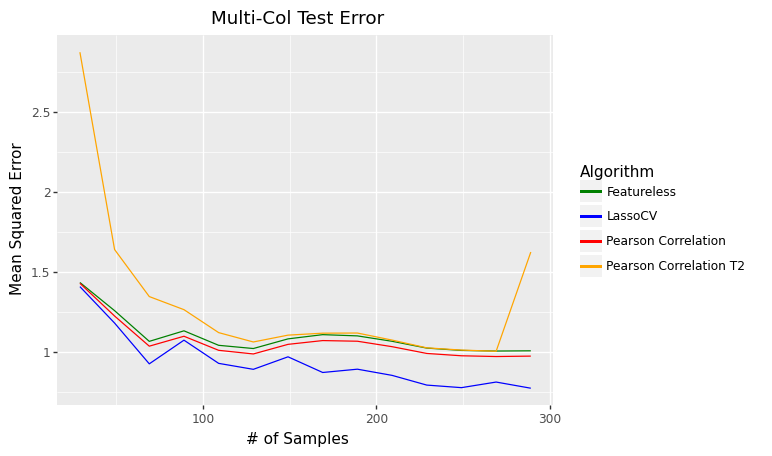 Multi-Col Test Error
Mean Squared Error
2.5
2
1.5
1
100
200
300
# of Samples
Algorithm
Featureless
LassoCV
Pearson Correlation
Pearson Correlation T2